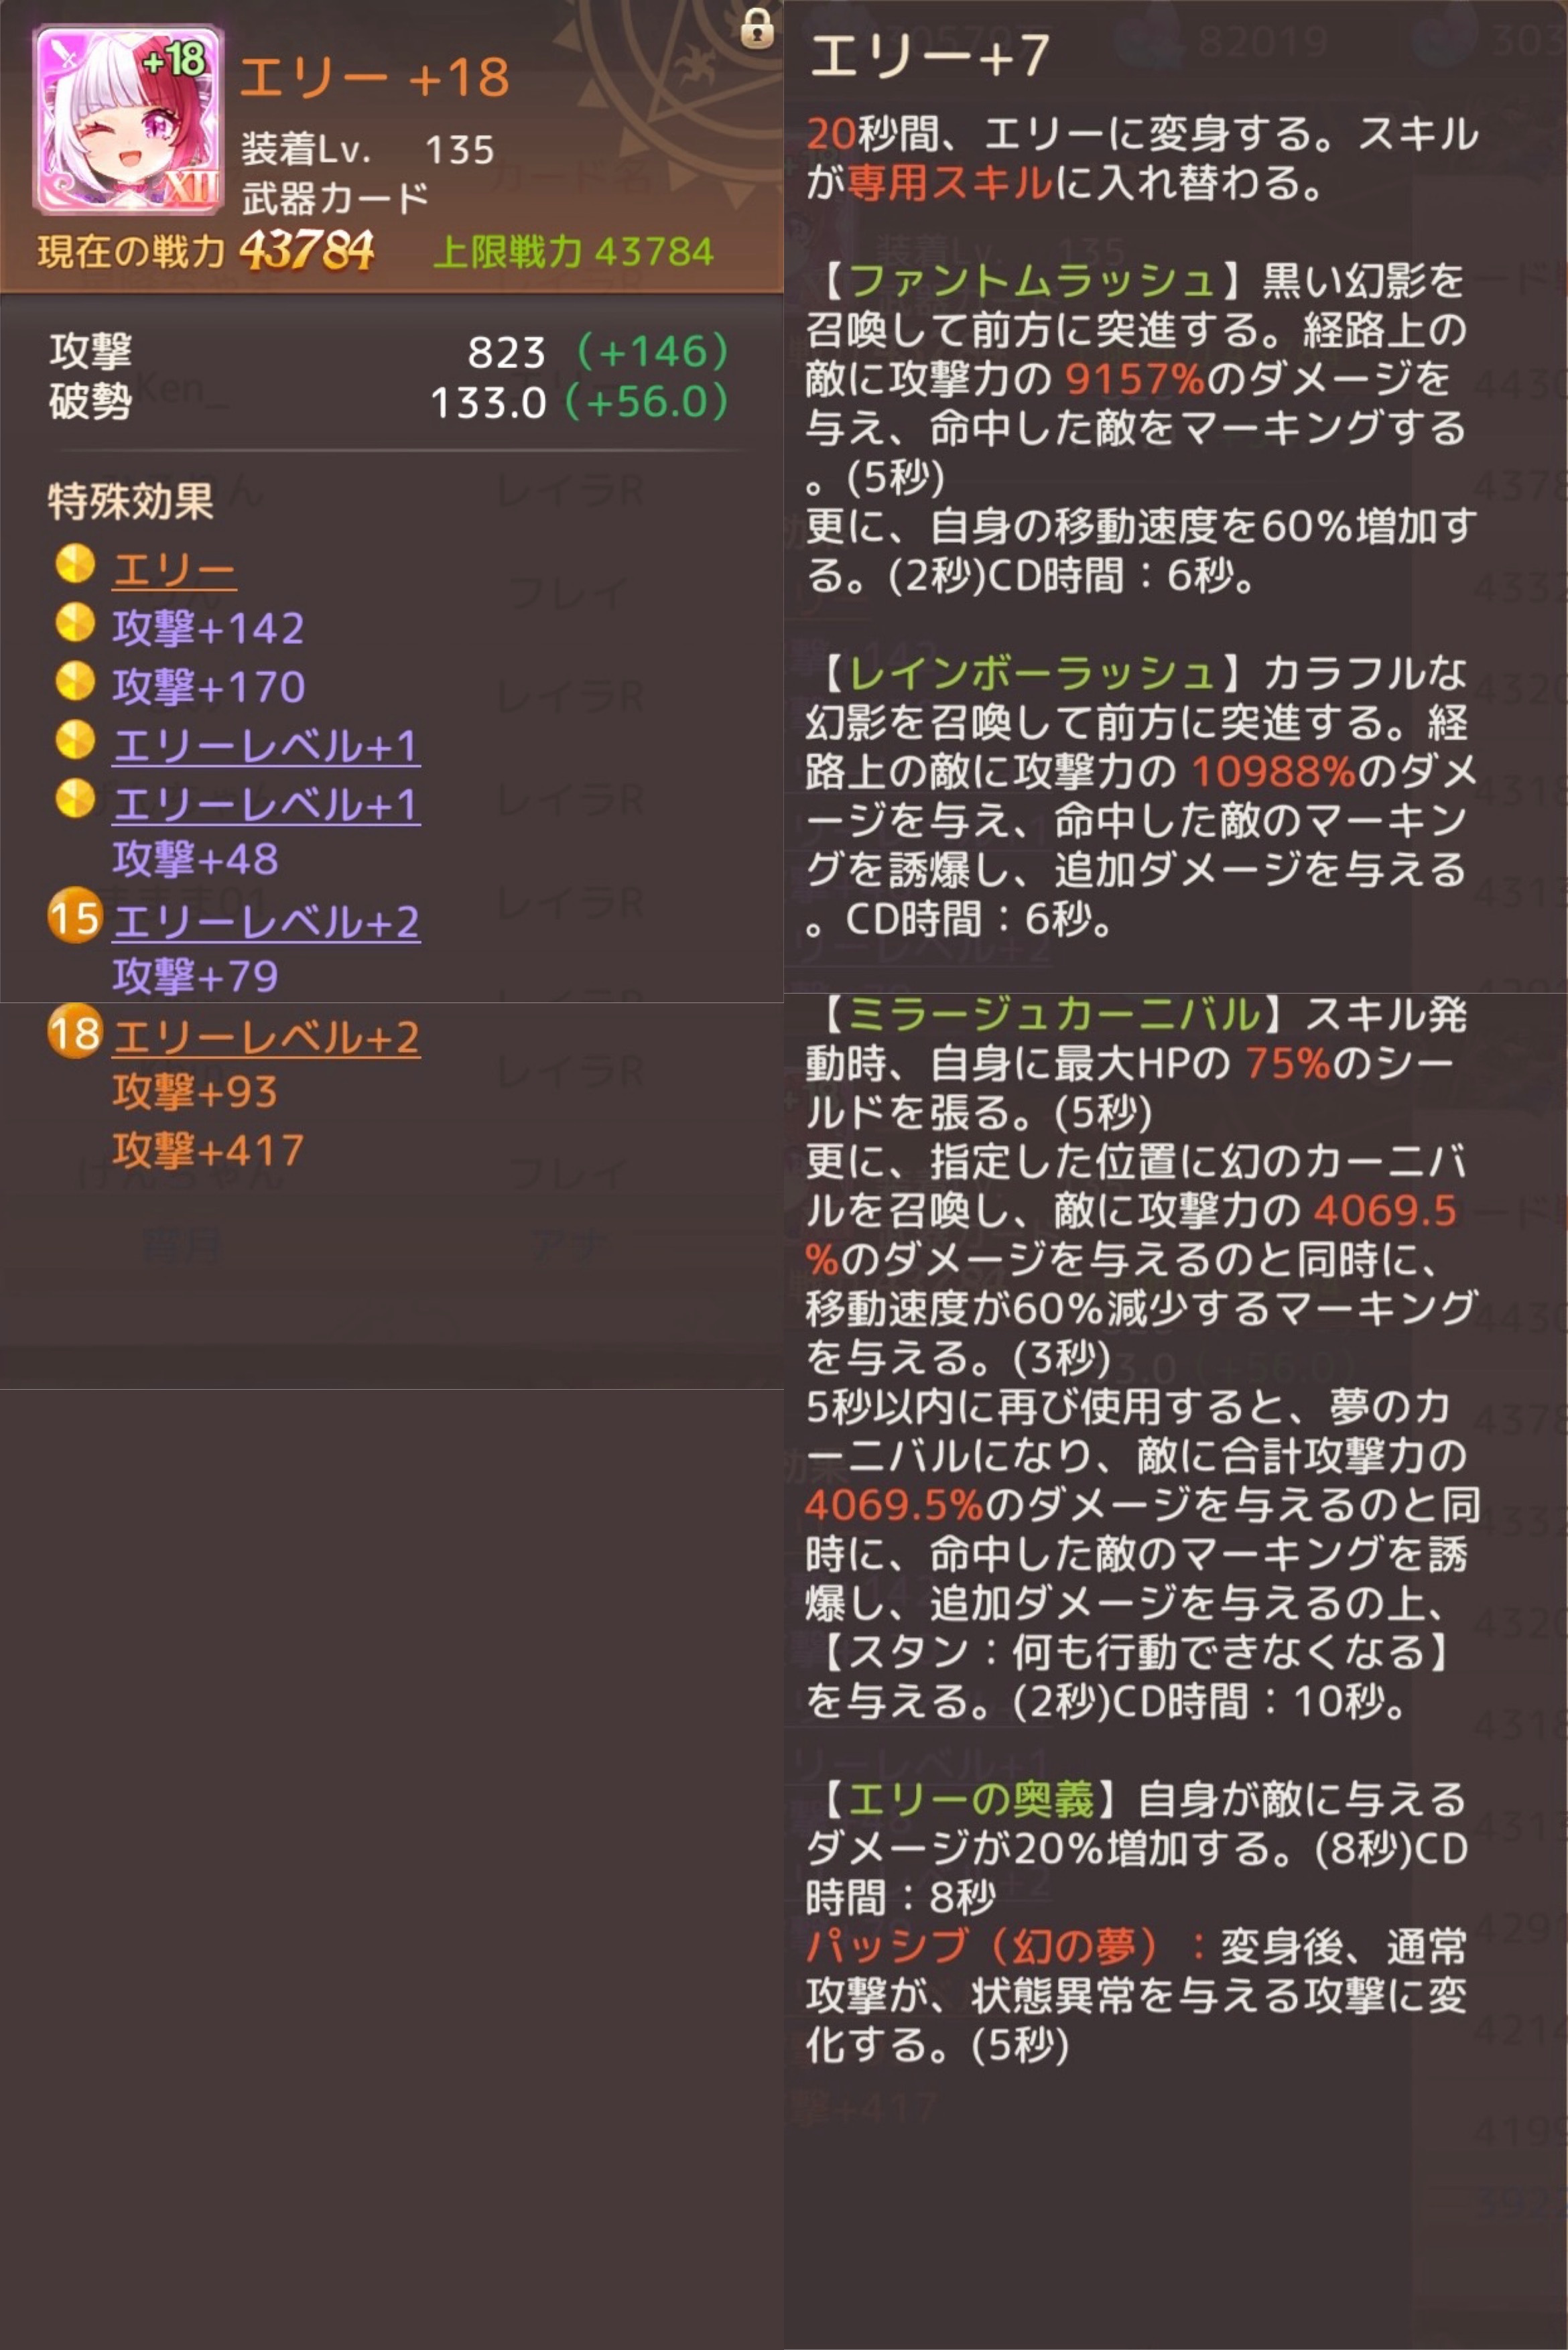 +18
XII
エリー +18
装着Lv. 135
武器カード
現在の戦力 43784 上限戦力 43784
攻撃 823 (+146)
破勢 133.0 (+56.0)
特殊効果
エリー
攻撃+142
攻撃+170
エリーレベル+1
エリーレベル+1
攻撃+48
15 エリーレベル+2
攻撃+79
18 エリーレベル+2
攻撃+93
攻撃+417
エリー+7
20秒間、エリーに変身する。スキル
が専用スキルに入れ替わる。
【ファントムラッシュ】黒い幻影を
召喚して前方に突進する。経路上の
敵に攻撃力の 9157%のダメージを
与え、命中した敵をマーキングする
。(5秒)
更に、自身の移動速度を60%増加す
る。(2秒)CD時間：6秒。
【レインボーラッシュ】カラフルな
幻影を召喚して前方に突進する。経
路上の敵に攻撃力の 10988%のダメ
ージを与え、命中した敵のマーキン
グを誘爆し、追加ダメージを与える
。CD時間：6秒。
【ミラージュカーニバル】スキル発
動時、自身に最大HPの 75%のシー
ルドを張る。(5秒)
更に、指定した位置に幻のカーニバ
ルを召喚し、敵に攻撃力の 4069.5
%のダメージを与えるのと同時に、
移動速度が60%減少するマーキング
を与える。(3秒)
5秒以内に再び使用すると、夢のカ
ーニバルになり、敵に合計攻撃力の
4069.5%のダメージを与えるのと同
時に、命中した敵のマーキングを誘
爆し、追加ダメージを与えるの上、
【スタン：何も行動できなくなる】
を与える。(2秒)CD時間：10秒。
【エリーの奥義】自身が敵に与える
ダメージが20%増加する。(8秒)CD
時間：8秒
パッシブ（幻の夢）：変身後、通常
攻撃が、状態異常を与える攻撃に変
化する。(5秒)